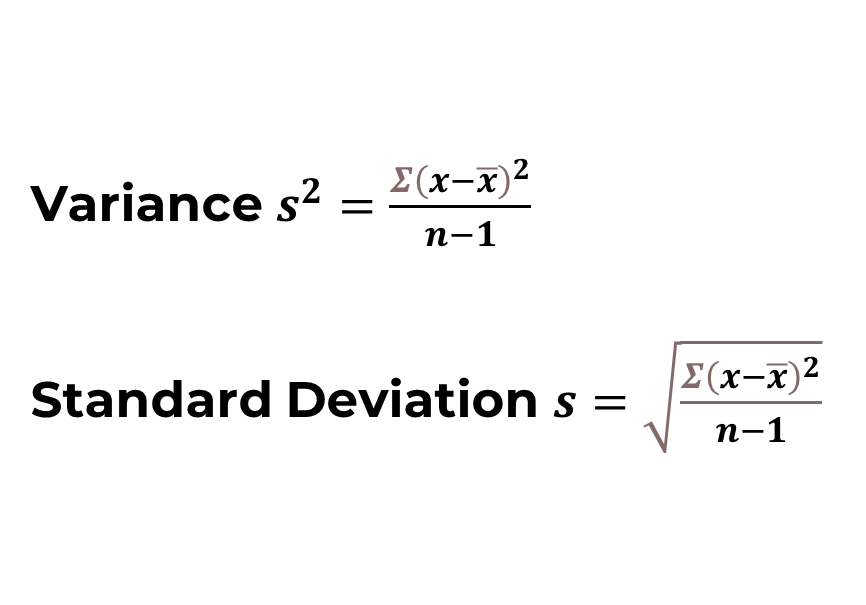 Variance s² = Σ(x−x̅)² / n−1
Standard Deviation s = √(Σ(x−x̅)² / n−1)